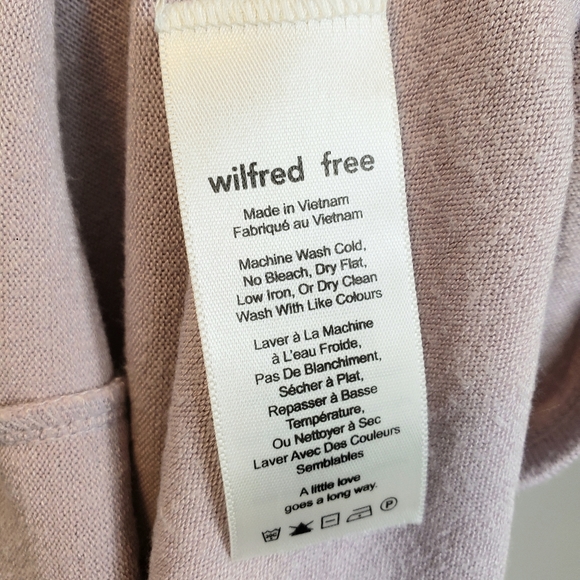 wilfred free
Made in Vietnam
Fabriqué au Vietnam
Machine Wash Cold,
No Bleach, Dry Flat,
Low Iron, Or Dry Clean
Wash With Like Colours
Laver à La Machine
à L'eau Froide,
Pas De Blanchiment,
Sécher à Plat,
Repasser à Basse
Température,
Ou Nettoyer à Sec
Laver Avec Des Couleurs
Semblables
A little love
goes a long way.
P